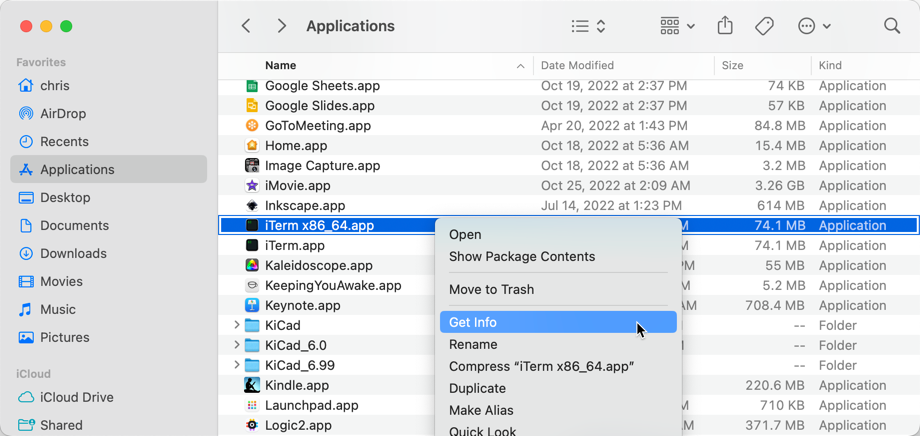 Applications
Favorites
chris
AirDrop
Recents
Applications
Desktop
Documents
Downloads
Movies
Music
Pictures
iCloud
iCloud Drive
Shared
Name Date Modified Size Kind
Google Sheets.app Oct 19, 2022 at 2:37 PM 74 KB Application
Google Slides.app Oct 19, 2022 at 2:37 PM 57 KB Application
GoToMeeting.app Apr 20, 2022 at 1:43 PM 84.8 MB Application
Home.app Oct 18, 2022 at 5:36 AM 15.4 MB Application
Image Capture.app Oct 18, 2022 at 5:36 AM 3.2 MB Application
iMovie.app Oct 25, 2022 at 2:09 AM 3.26 GB Application
Inkscape.app Jul 14, 2022 at 1:23 PM 614 MB Application
iTerm x86_64.app 74.1 MB Application
iTerm.app 74.1 MB Application
Kaleidoscope.app PM 55 MB Application
KeepingYouAwake.app 5.2 MB Application
Keynote.app AM 708.4 MB Application
KiCad -- Folder
KiCad_6.0 -- Folder
KiCad_6.99 -- Folder
Kindle.app 220.6 MB Application
Launchpad.app 710 KB Application
Logic2.app 371.7 MB Application
Open
Show Package Contents
Move to Trash
Get Info
Rename
Compress “iTerm x86_64.app”
Duplicate
Make Alias
Quick Look